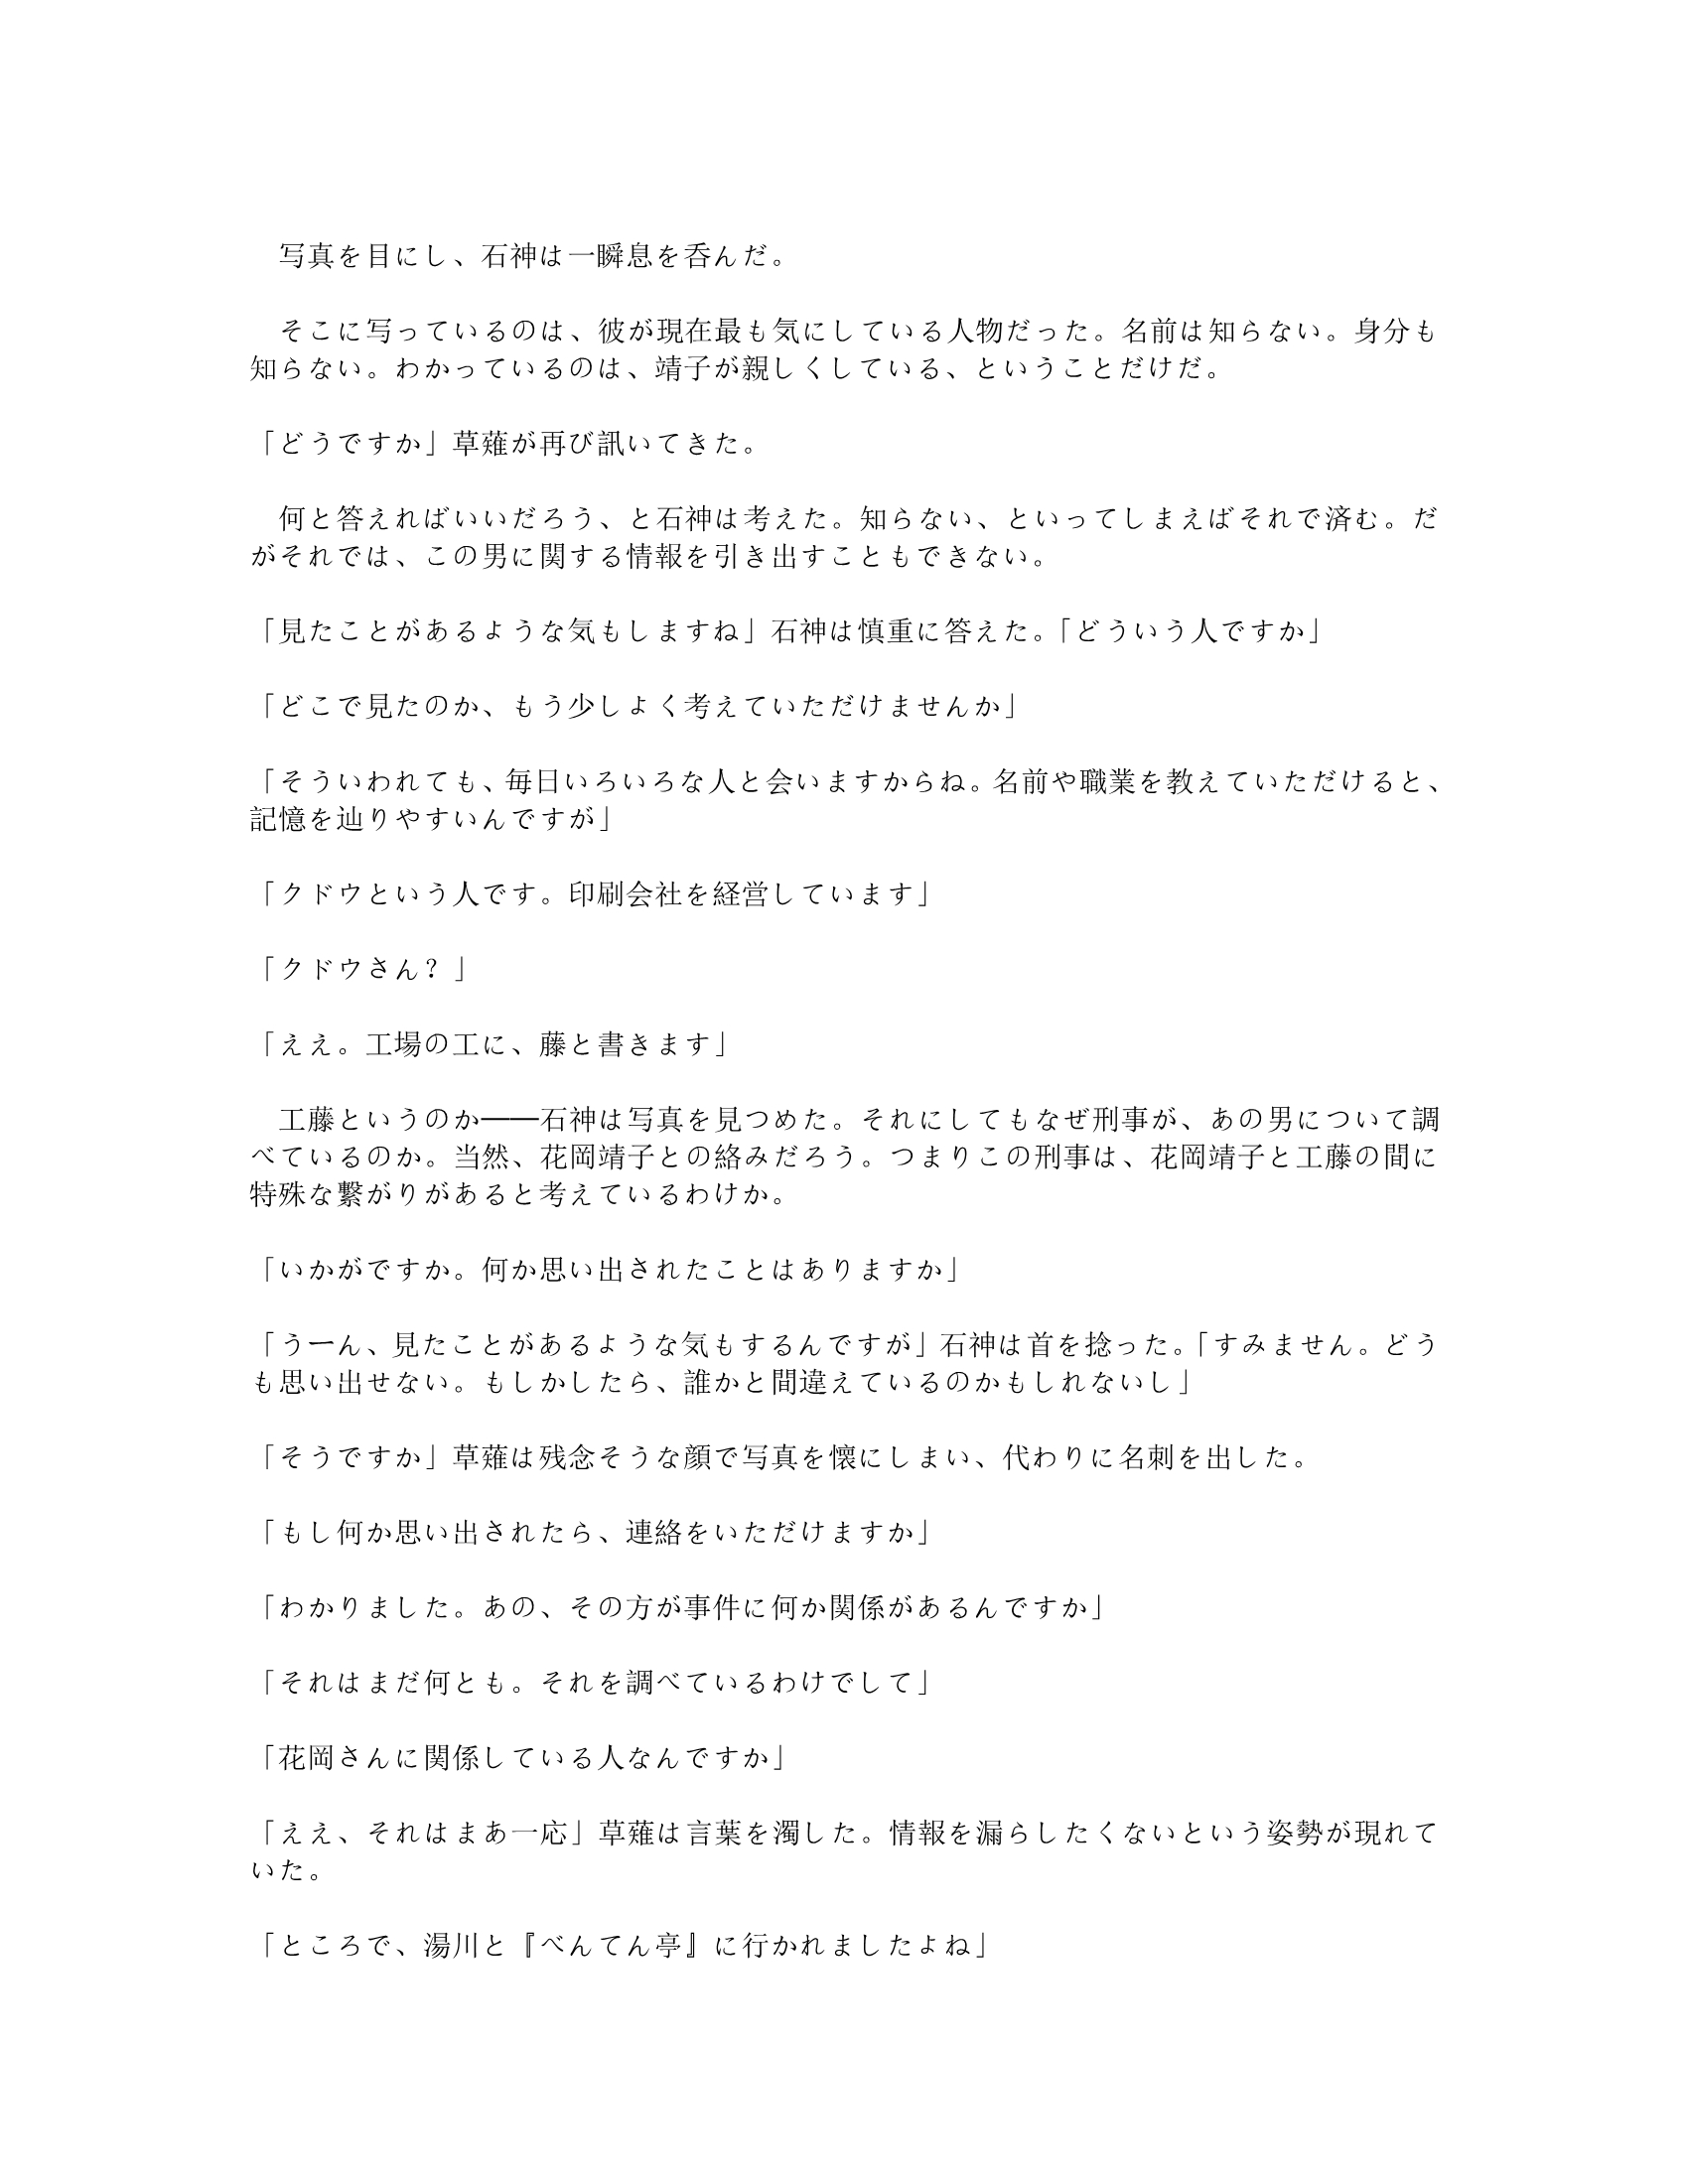 写真を目にし、石神は一瞬息を呑んだ。
　そこに写っているのは、彼が現在最も気にしている人物だった。名前は知らない。身分も
知らない。わかっているのは、靖子が親しくしている、ということだけだ。
「どうですか」草薙が再び訊いてきた。
　何と答えればいいだろう、と石神は考えた。知らない、といってしまえばそれで済む。だ
がそれでは、この男に関する情報を引き出すこともできない。
「見たことがあるような気もしますね」石神は慎重に答えた。「どういう人ですか」
「どこで見たのか、もう少しよく考えていただけませんか」
「そういわれても、毎日いろいろな人と会いますからね。名前や職業を教えていただけると、
記憶を辿りやすいんですが」
「クドウという人です。印刷会社を経営しています」
「クドウさん？」
「ええ。工場の工に、藤と書きます」
　工藤というのか――石神は写真を見つめた。それにしてもなぜ刑事が、あの男について調
べているのか。当然、花岡靖子との絡みだろう。つまりこの刑事は、花岡靖子と工藤の間に
特殊な繋がりがあると考えているわけか。
「いかがですか。何か思い出されたことはありますか」
「うーん、見たことがあるような気もするんですが」石神は首を捻った。「すみません。どう
も思い出せない。もしかしたら、誰かと間違えているのかもしれないし」
「そうですか」草薙は残念そうな顔で写真を懐にしまい、代わりに名刺を出した。
「もし何か思い出されたら、連絡をいただけますか」
「わかりました。あの、その方が事件に何か関係があるんですか」
「それはまだ何とも。それを調べているわけでして」
「花岡さんに関係している人なんですか」
「ええ、それはまあ一応」草薙は言葉を濁した。情報を漏らしたくないという姿勢が現れて
いた。
「ところで、湯川と『べんてん亭』に行かれましたよね」